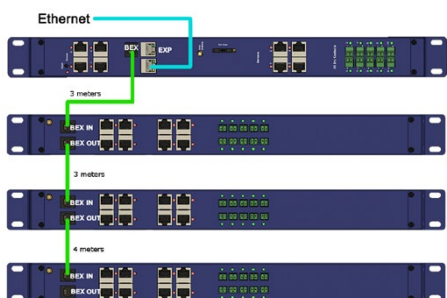 Ethernet
BEX
EXP
3 meters
BEX IN
BEX OUT
3 meters
BEX IN
BEX OUT
4 meters
BEX IN
BEX OUT